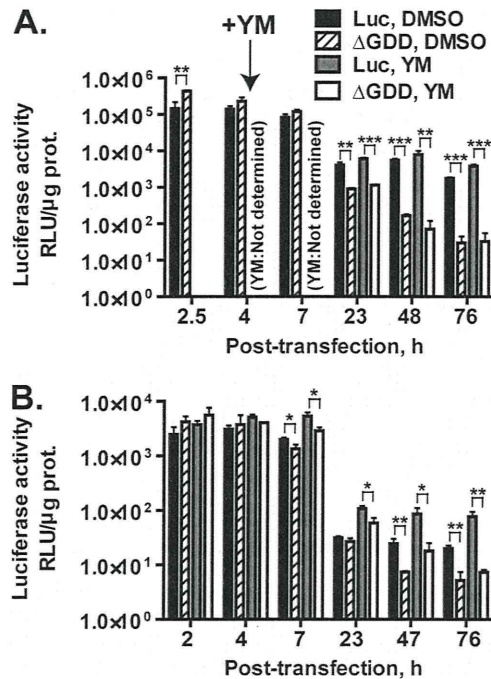 A.
+YM
Luc, DMSO
ΔGDD, DMSO
Luc, YM
ΔGDD, YM
Luciferase activity
RLU/µg prot.
1.0×10⁶
1.0×10⁵
1.0×10⁴
1.0×10³
1.0×10²
1.0×10¹
1.0×10⁰
**
(YM:Not determined)
(YM:Not determined)
** ***
*** **
*** ***
2.5 4 7 23 48 76
Post-transfection, h
B.
Luciferase activity
RLU/µg prot.
1.0×10⁴
1.0×10³
1.0×10²
1.0×10¹
1.0×10⁰
* *
*
** *
** **
2 4 7 23 47 76
Post-transfection, h